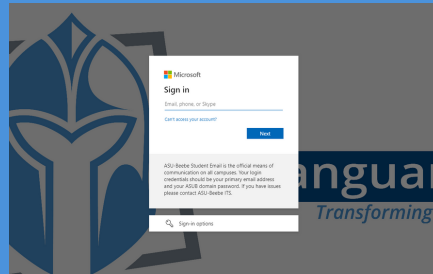 Microsoft
Sign in
Email, phone, or Skype
Can't access your account?
Next
ASU-Beebe Student Email is the official means of
communication on all campuses. Your login
credentials should be your primary email address
and your ASUB domain password. If you have issues
please contact ASU-Beebe ITS.
Sign-in options
anguar
Transforming